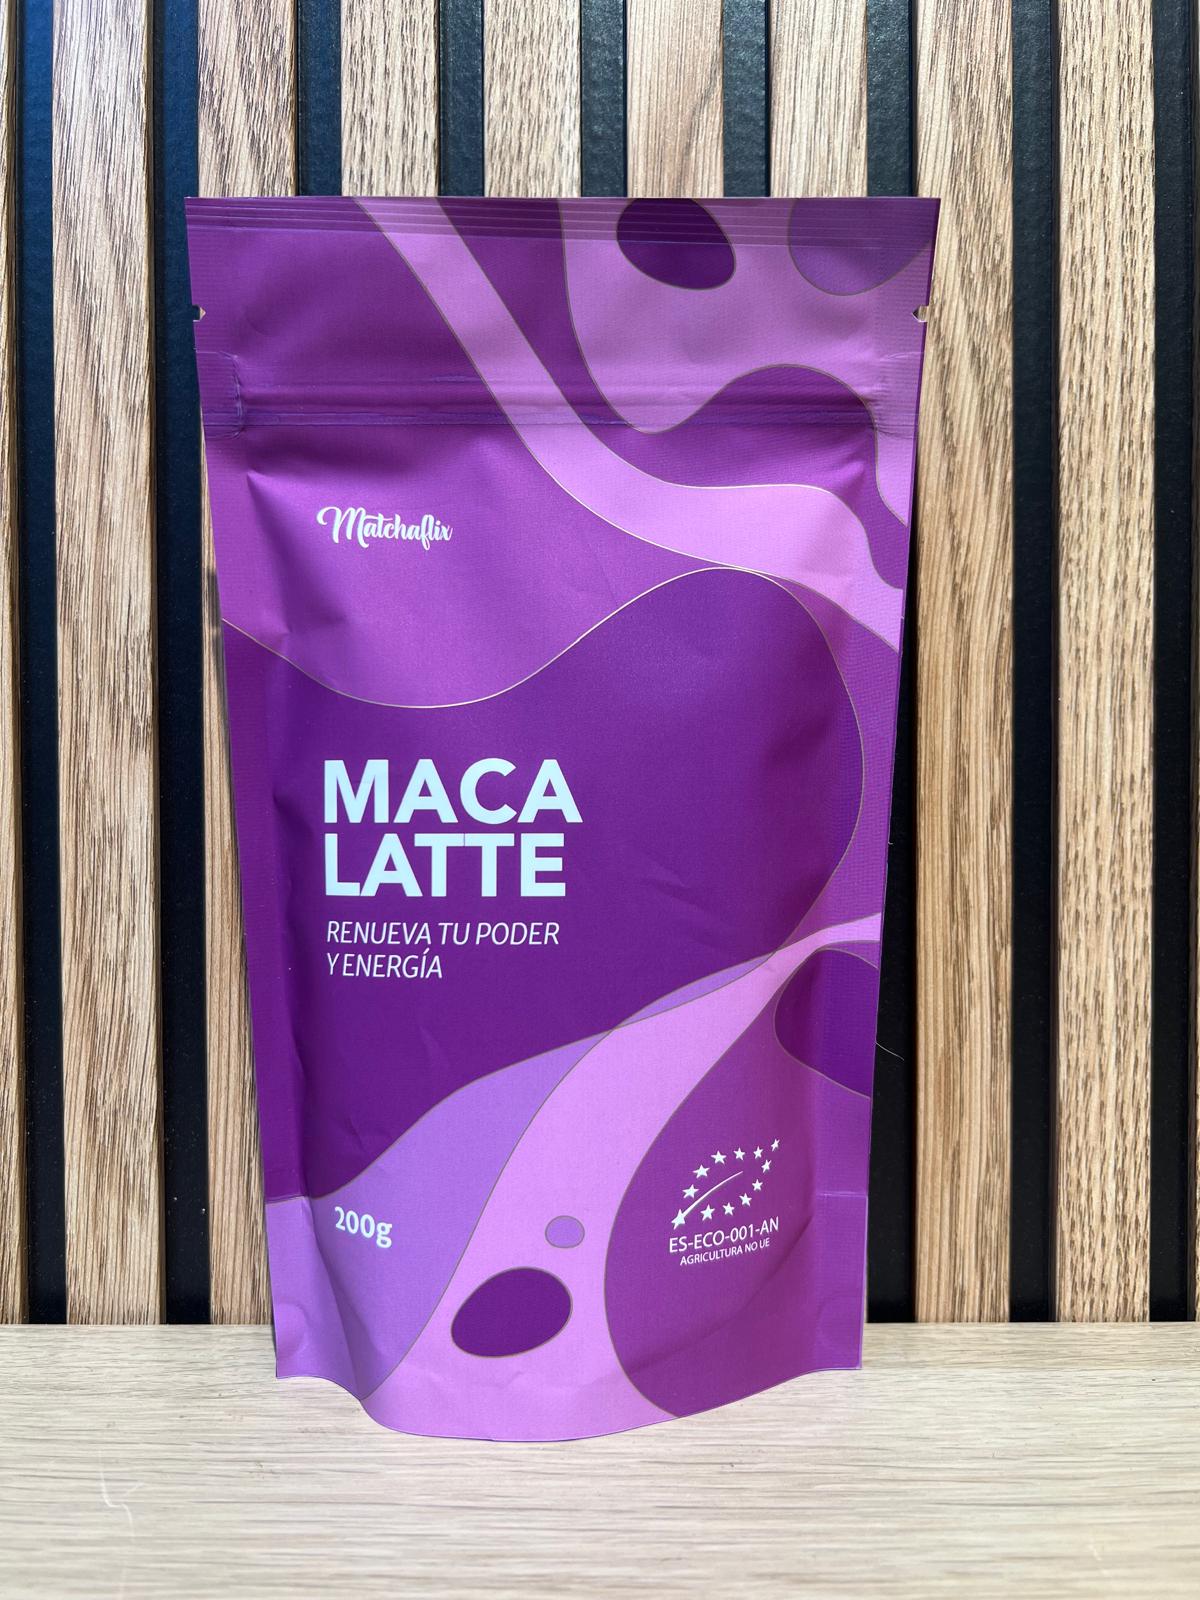 Matchaflix
MACA
LATTE
RENUEVA TU PODER
Y ENERGÍA
200g
ES-ECO-001-AN
AGRICULTURA NO UE